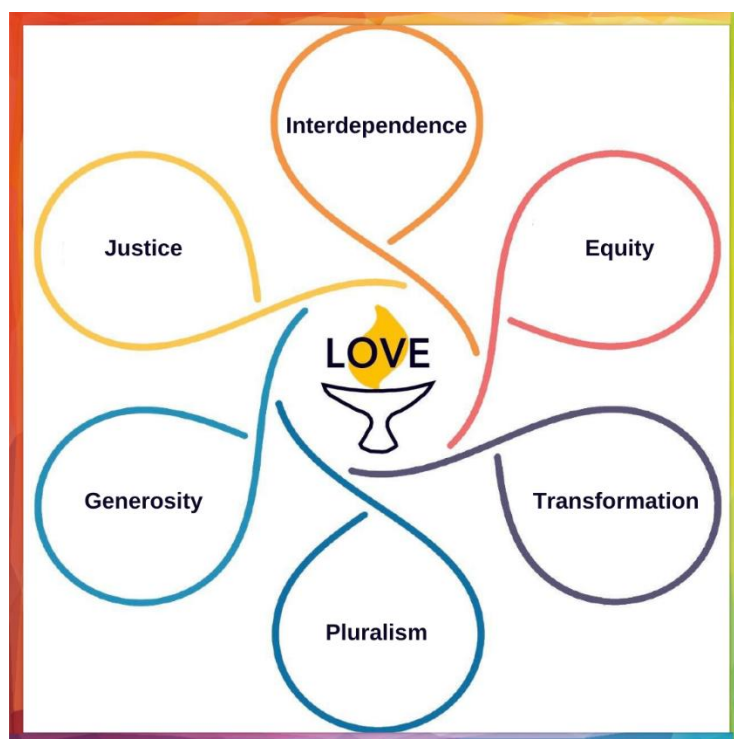 Interdependence
Justice
Equity
LOVE
Generosity
Transformation
Pluralism